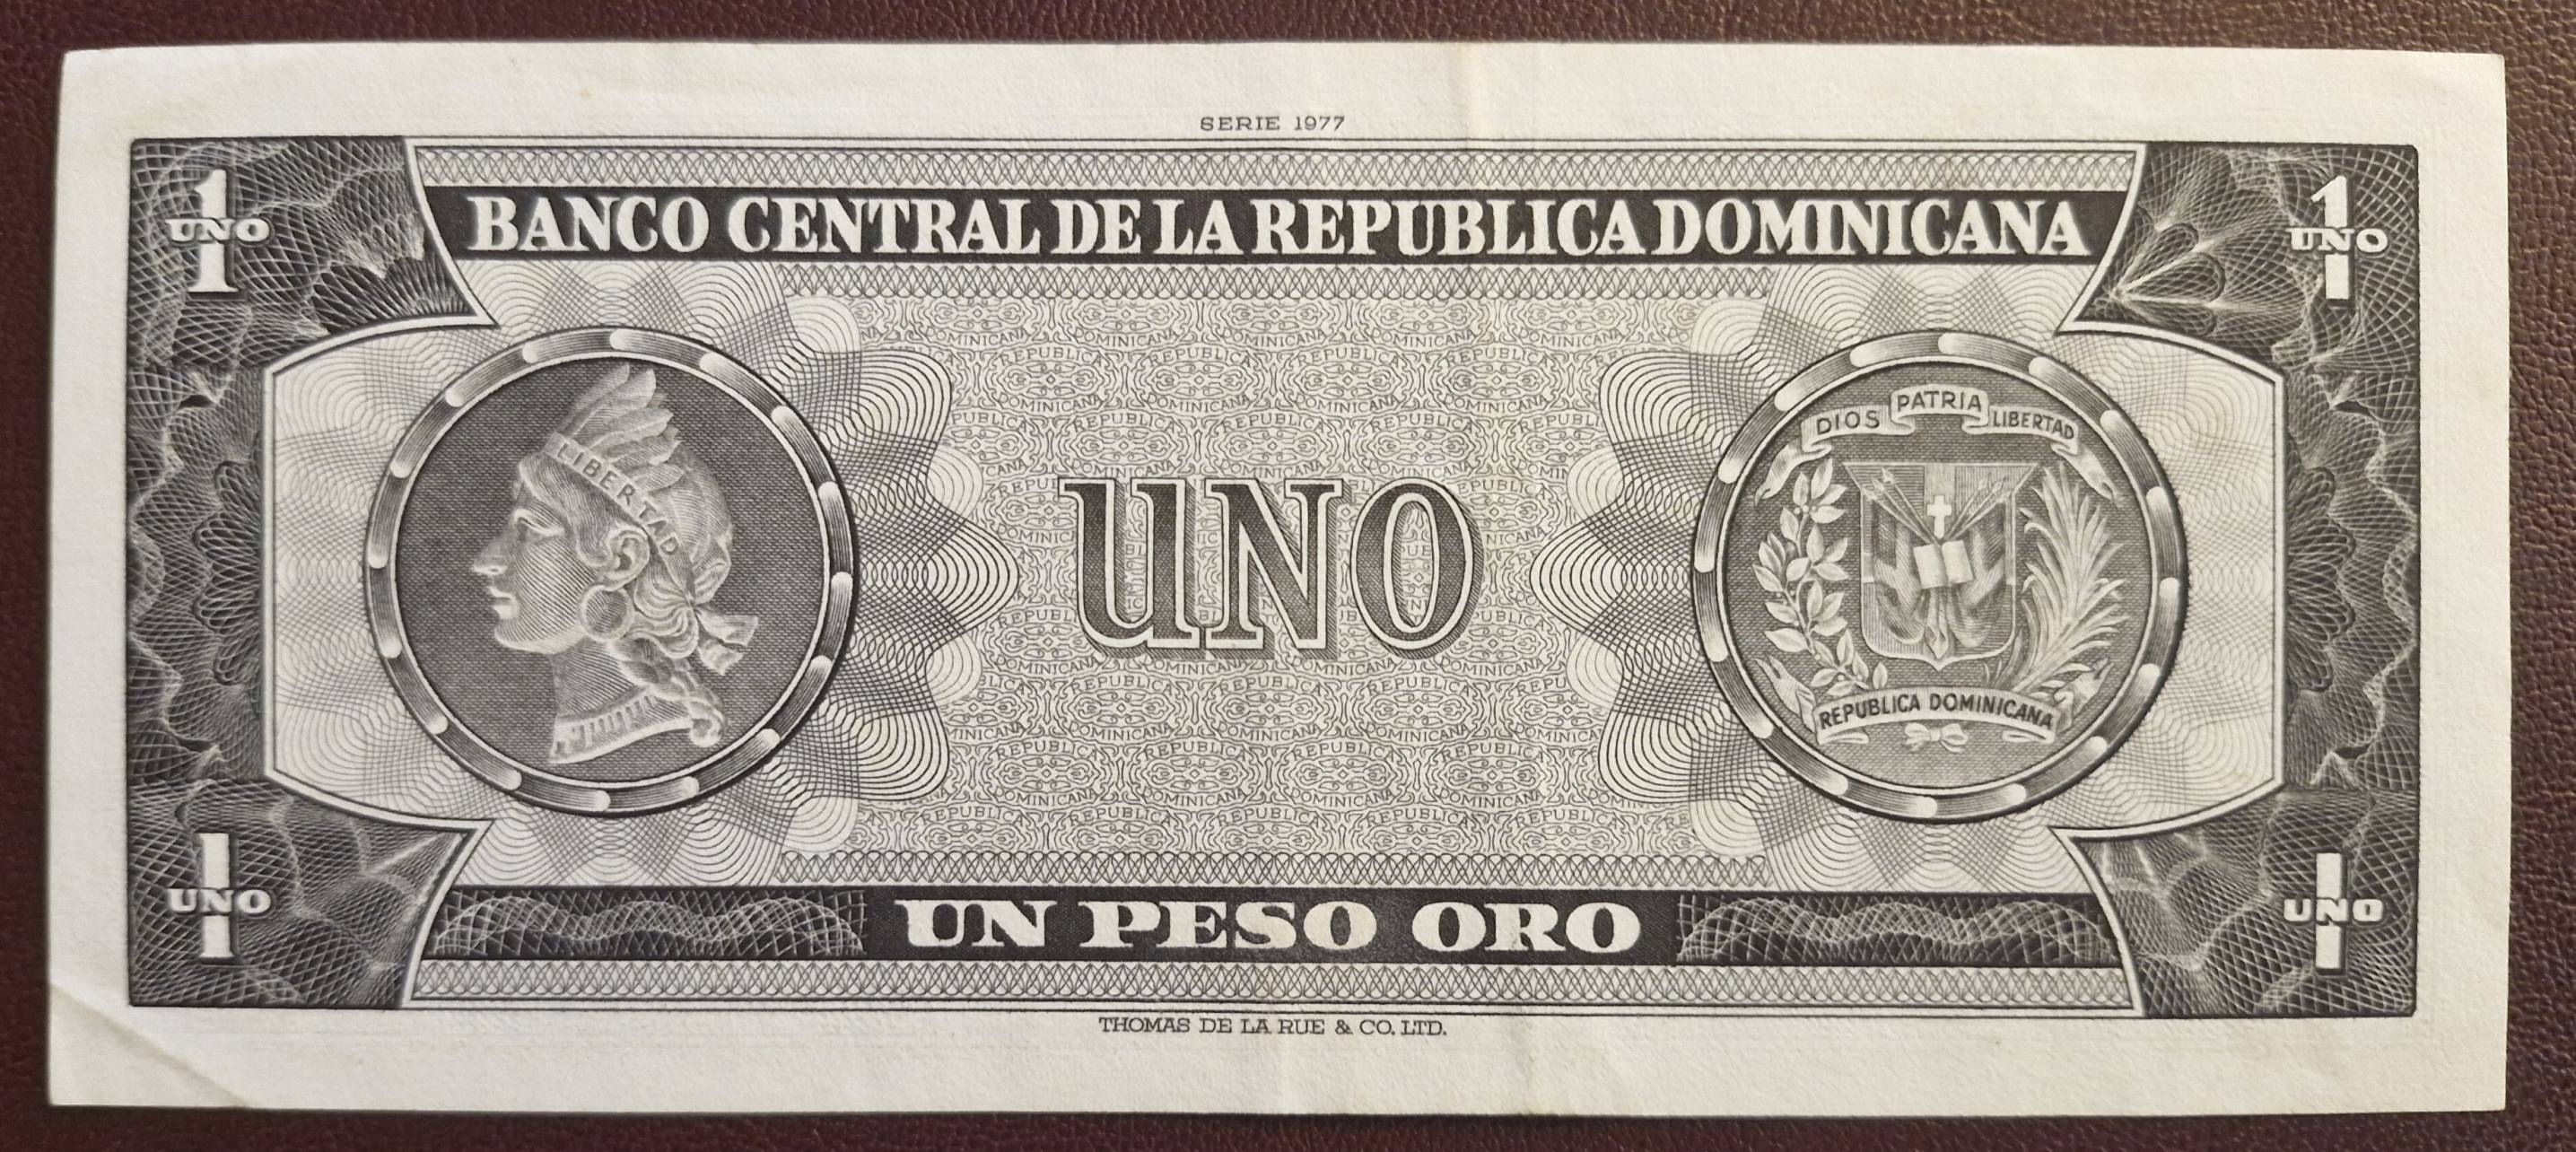 SERIE 1977
1
UNO
BANCO CENTRAL DE LA REPUBLICA DOMINICANA
1
UNO
LIBERTAD
UNO
DIOS PATRIA LIBERTAD
REPUBLICA DOMINICANA
1
UNO
UN PESO ORO
1
UNO
THOMAS DE LA RUE & CO. LTD.